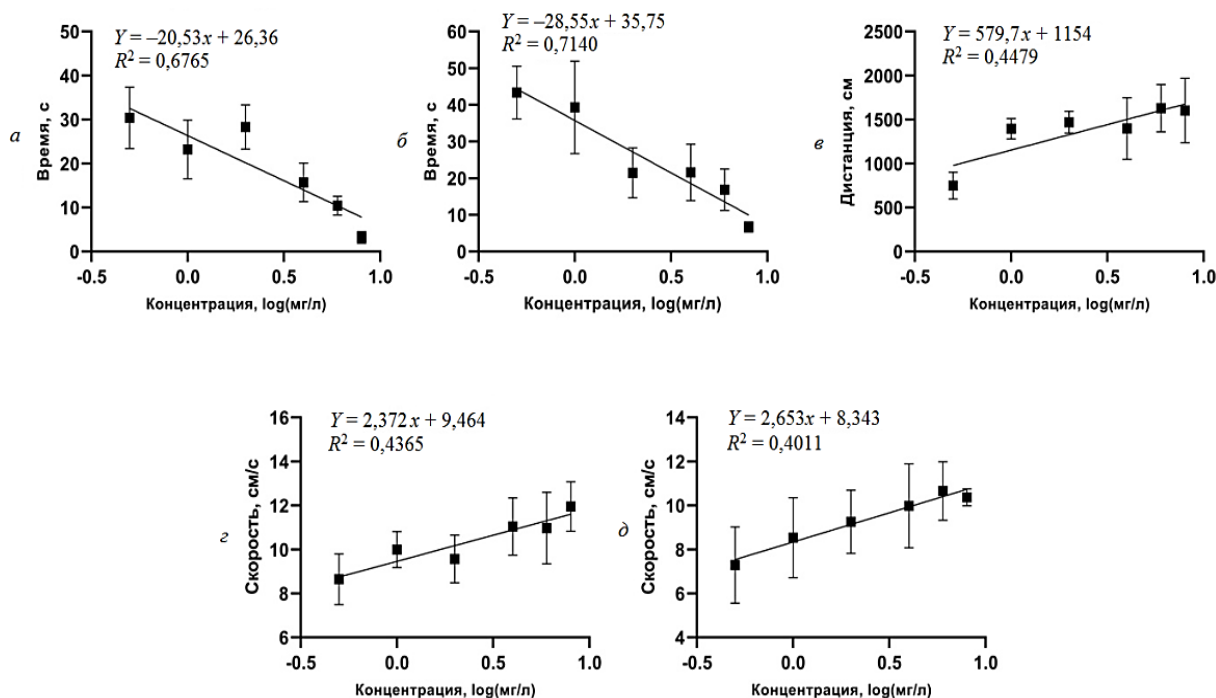 Y = –20,53x + 26,36
R² = 0,6765
а
Время, с
50
40
30
20
10
0
-0.5
0.0
0.5
1.0
Концентрация, log(мг/л)
Y = –28,55x + 35,75
R² = 0,7140
б
Время, с
60
50
40
30
20
10
0
-0.5
0.0
0.5
1.0
Концентрация, log(мг/л)
Y = 579,7x + 1154
R² = 0,4479
в
Дистанция, см
2500
2000
1500
1000
500
0
-0.5
0.0
0.5
1.0
Концентрация, log(мг/л)
Y = 2,372x + 9,464
R² = 0,4365
г
Скорость, см/с
16
14
12
10
8
6
-0.5
0.0
0.5
1.0
Концентрация, log(мг/л)
Y = 2,653x + 8,343
R² = 0,4011
д
Скорость, см/с
14
12
10
8
6
4
-0.5
0.0
0.5
1.0
Концентрация, log(мг/л)